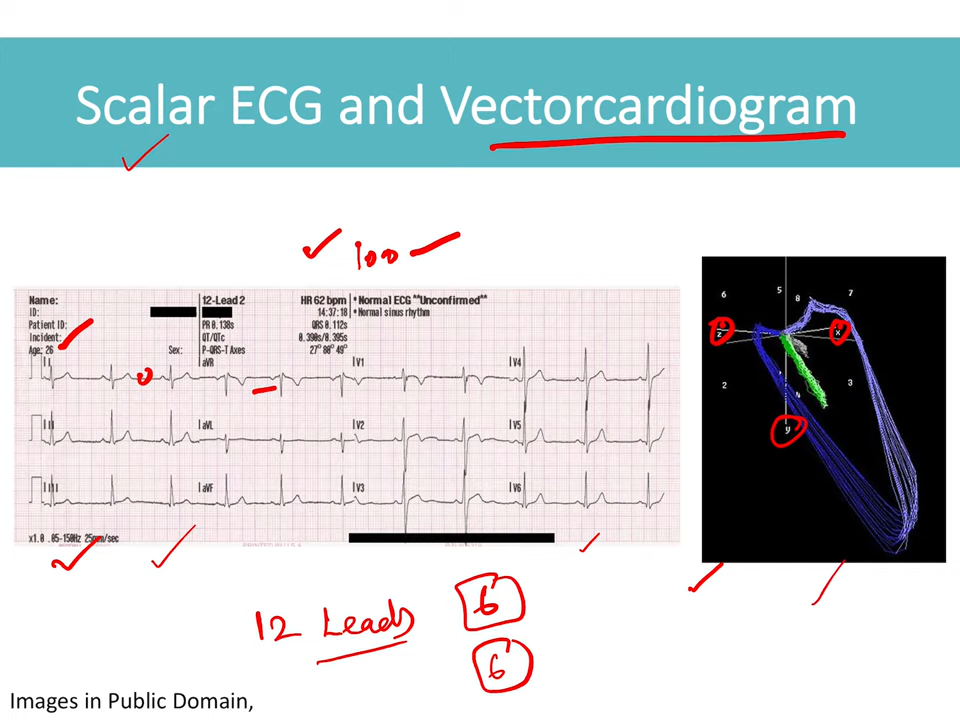 Scalar ECG and Vectorcardiogram
100
Name:
ID:
Patient ID:
Incident:
Age: 26
Sex:
12-Lead 2
PR 0.138s
QT/QTc
P-QRS-T Axes
HR 62 bpm
14:37:18
QRS 0.112s
0.390s/0.395s
27° 88° 49°
* Normal ECG **Unconfirmed**
* Normal sinus rhythm
I aVR V1 V4
II aVL V2 V5
III aVF V3 V6
x1.0 .05-150Hz 25mm/sec
6 5 8 7
z x
2 3
y
12 Leads 6
6
Images in Public Domain,